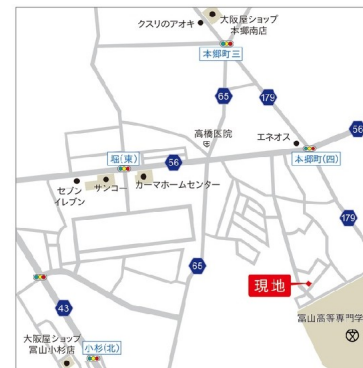 大阪屋ショップ
本郷南店
クスリのアオキ
本郷町三
65
179
高橋医院
エネオス
56
堀(東)
56
本郷町(四)
セブン
イレブン
サンコー
カーマホームセンター
179
65
現地
43
富山高等専門学
文
大阪屋ショップ
冨山小杉店
小杉(北)